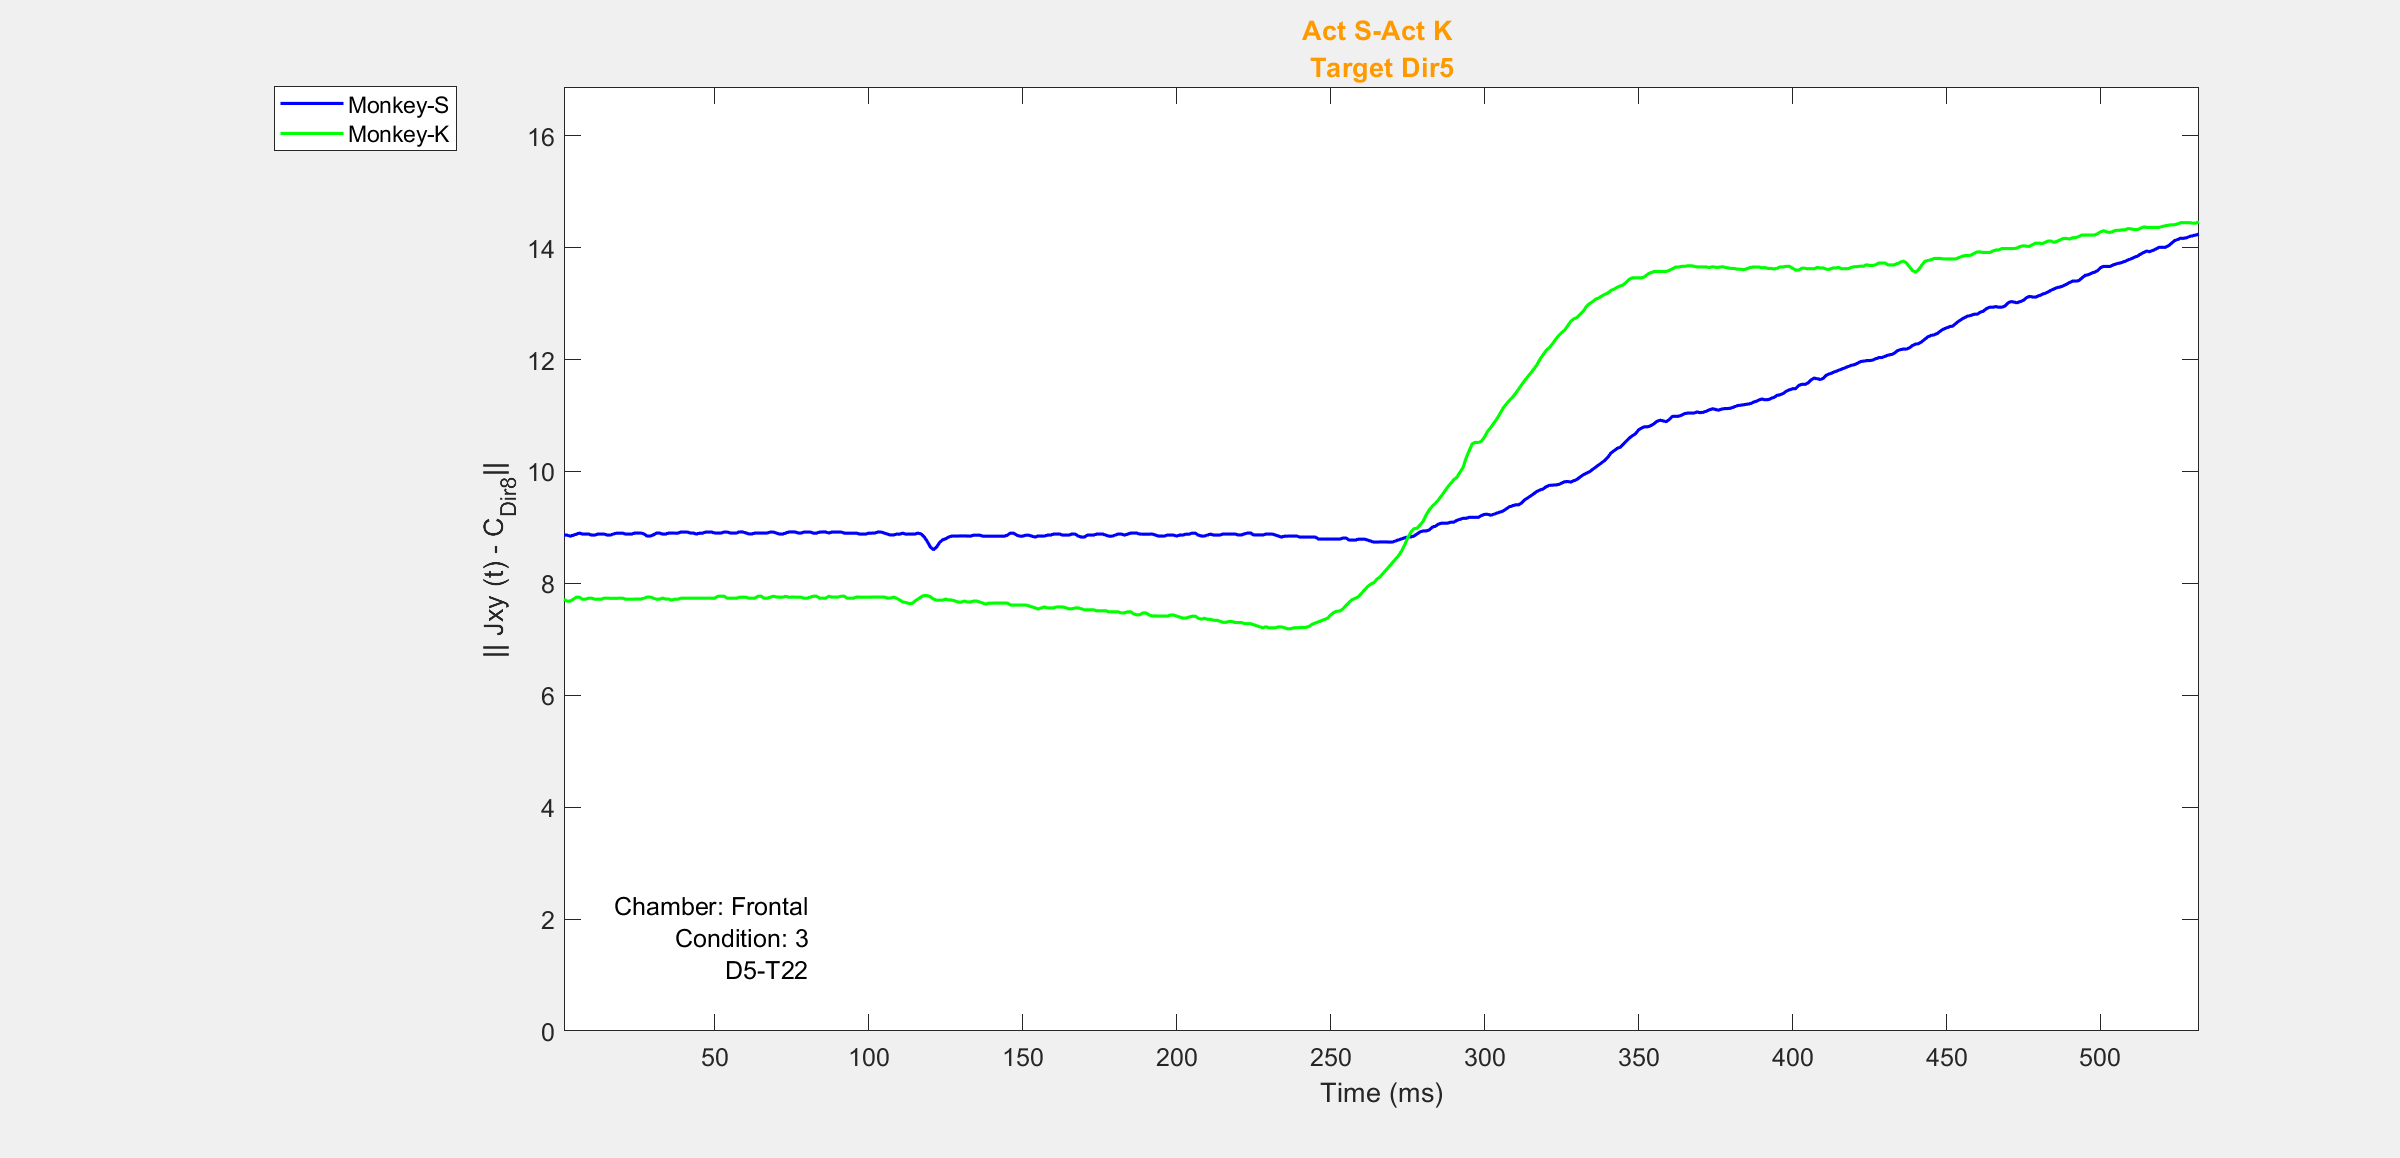 Act S-Act K
Target Dir5
Monkey-S
Monkey-K
16
14
12
10
8
6
4
2
0
|| Jxy (t) - C_Dir8||
Chamber: Frontal
Condition: 3
D5-T22
50 100 150 200 250 300 350 400 450 500
Time (ms)